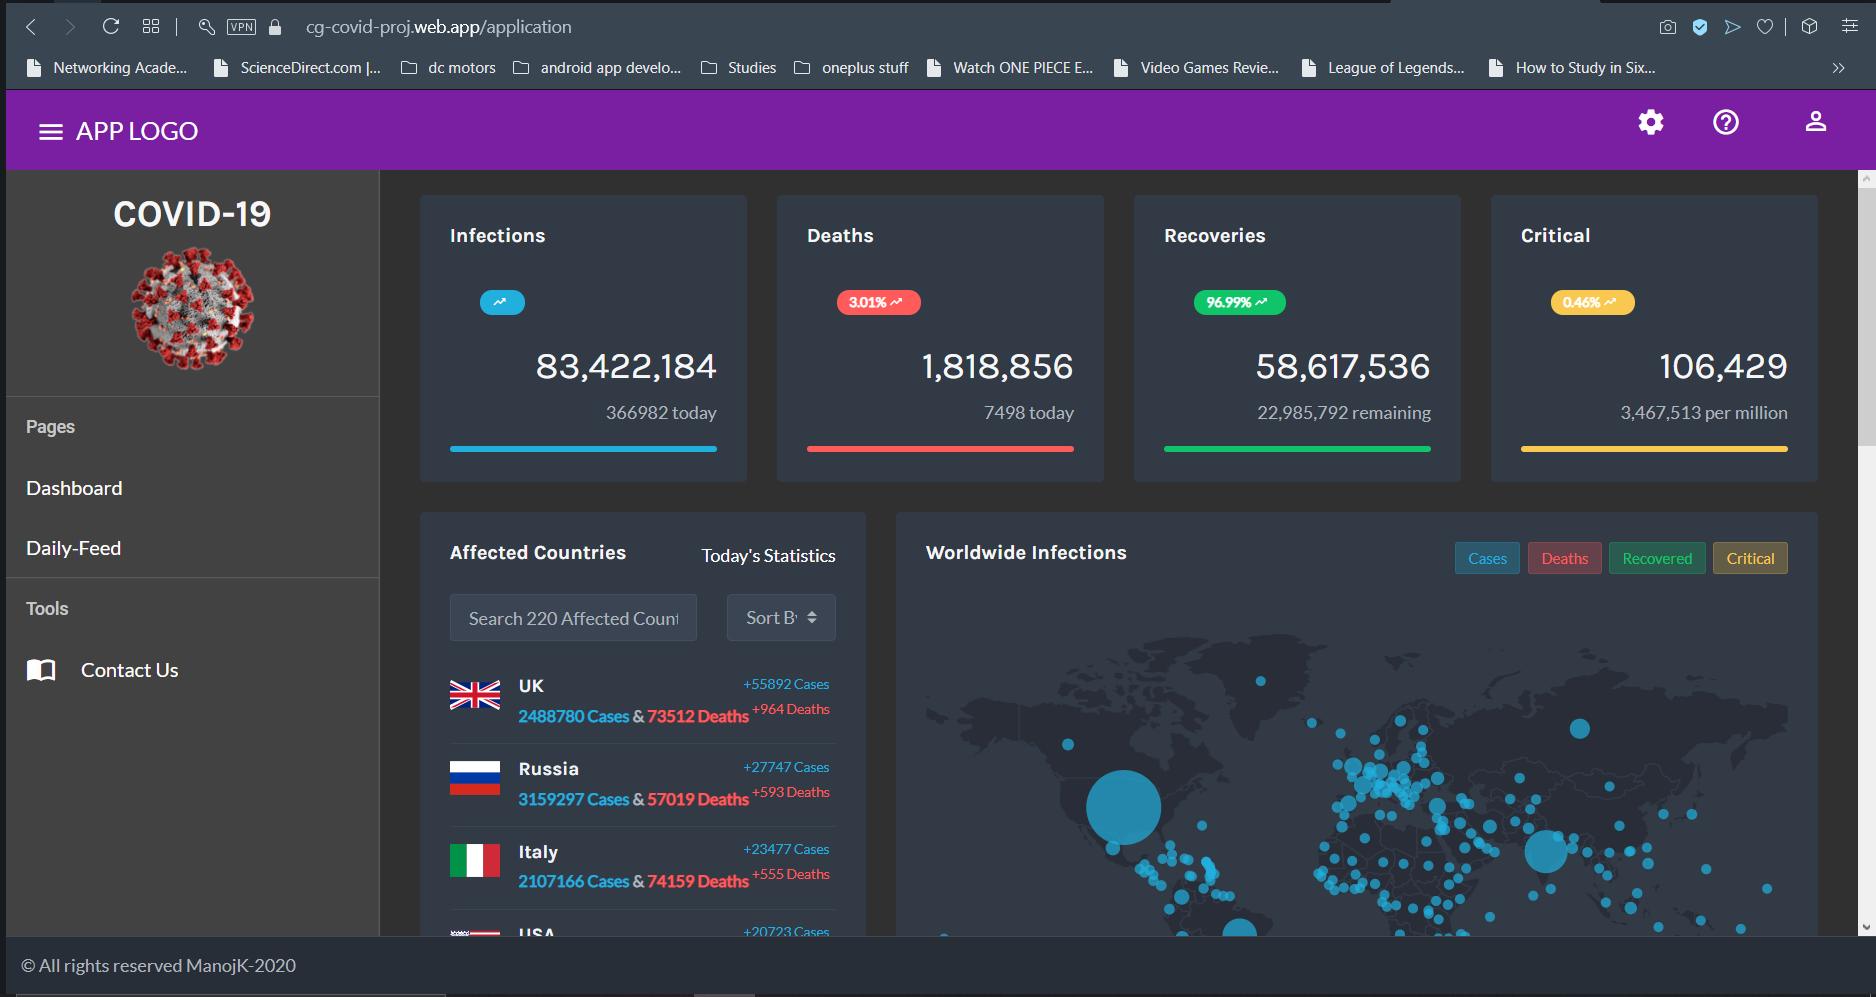 VPN
cg-covid-proj.web.app/application
Networking Acade...
ScienceDirect.com |...
dc motors
android app develo...
Studies
oneplus stuff
Watch ONE PIECE E...
Video Games Revie...
League of Legends...
How to Study in Six...
APP LOGO
COVID-19
Pages
Dashboard
Daily-Feed
Tools
Contact Us
Infections
83,422,184
366982 today
Deaths
3.01%
1,818,856
7498 today
Recoveries
96.99%
58,617,536
22,985,792 remaining
Critical
0.46%
106,429
3,467,513 per million
Affected Countries
Today's Statistics
Search 220 Affected Count
Sort B
UK
+55892 Cases
2488780 Cases & 73512 Deaths
+964 Deaths
Russia
+27747 Cases
3159297 Cases & 57019 Deaths
+593 Deaths
Italy
+23477 Cases
2107166 Cases & 74159 Deaths
+555 Deaths
USA
+20723 Cases
Worldwide Infections
Cases
Deaths
Recovered
Critical
© All rights reserved ManojK-2020